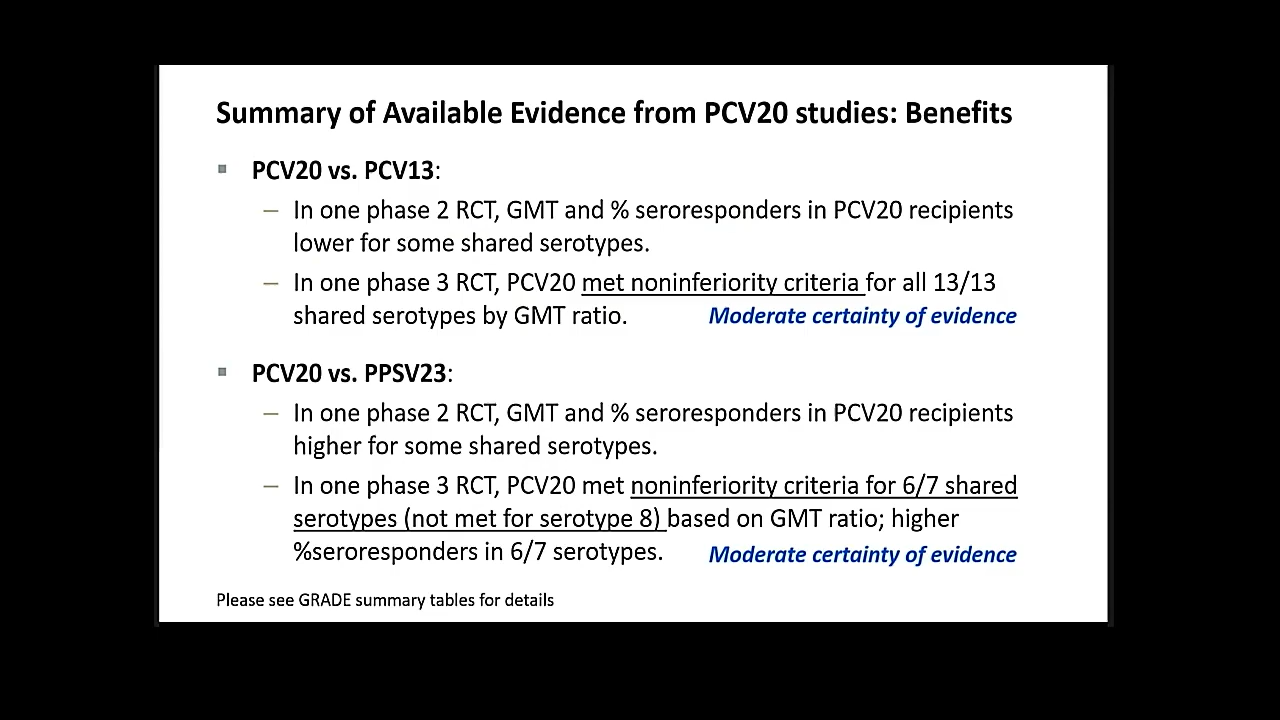 Summary of Available Evidence from PCV20 studies: Benefits
▪ PCV20 vs. PCV13:
– In one phase 2 RCT, GMT and % seroresponders in PCV20 recipients
lower for some shared serotypes.
– In one phase 3 RCT, PCV20 met noninferiority criteria for all 13/13
shared serotypes by GMT ratio. Moderate certainty of evidence
▪ PCV20 vs. PPSV23:
– In one phase 2 RCT, GMT and % seroresponders in PCV20 recipients
higher for some shared serotypes.
– In one phase 3 RCT, PCV20 met noninferiority criteria for 6/7 shared
serotypes (not met for serotype 8) based on GMT ratio; higher
%seroresponders in 6/7 serotypes. Moderate certainty of evidence
Please see GRADE summary tables for details